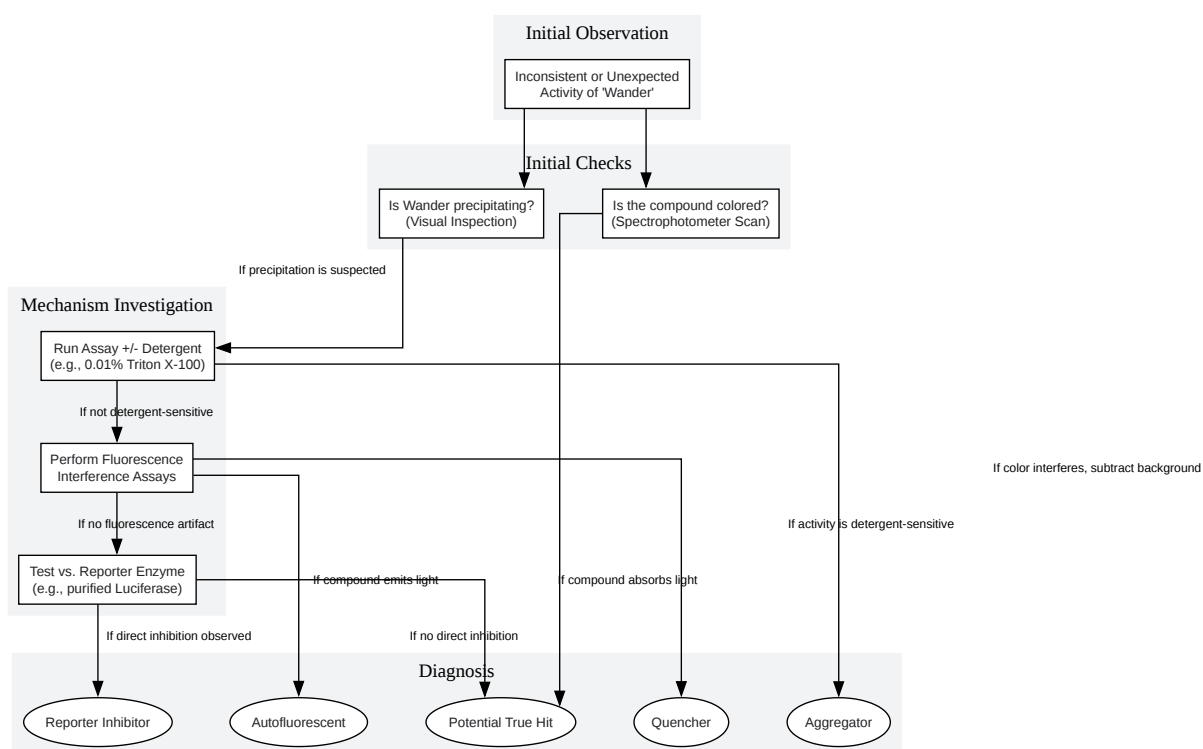 Initial Observation
Inconsistent or Unexpected
Activity of 'Wander'
Initial Checks
Is Wander precipitating?
(Visual Inspection)
Is the compound colored?
(Spectrophotometer Scan)
If precipitation is suspected
Mechanism Investigation
Run Assay +/- Detergent
(e.g., 0.01% Triton X-100)
If not detergent-sensitive
Perform Fluorescence
Interference Assays
If color interferes, subtract background
If no fluorescence artifact
If activity is detergent-sensitive
Test vs. Reporter Enzyme
(e.g., purified Luciferase)
If compound emits light
If compound absorbs light
If direct inhibition observed
If no direct inhibition
Diagnosis
Reporter Inhibitor
Autofluorescent
Potential True Hit
Quencher
Aggregator